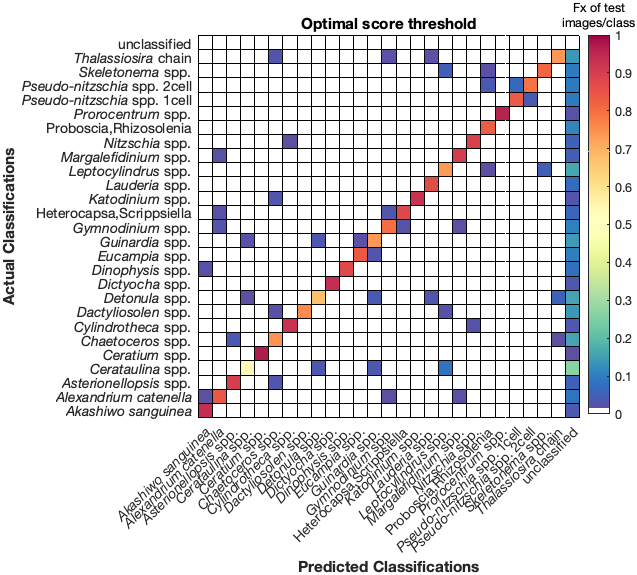 Optimal score threshold
Fx of test
images/class
unclassified
Thalassiosira chain
Skeletonema spp.
Pseudo-nitzschia spp. 2cell
Pseudo-nitzschia spp. 1cell
Prorocentrum spp.
Proboscia,Rhizosolenia
Nitzschia spp.
Margalefidinium spp.
Leptocylindrus spp.
Lauderia spp.
Katodinium spp.
Heterocapsa,Scrippsiella
Gymnodinium spp.
Guinardia spp.
Eucampia spp.
Dinophysis spp.
Dictyocha spp.
Detonula spp.
Dactyliosolen spp.
Cylindrotheca spp.
Chaetoceros spp.
Ceratium spp.
Cerataulina spp.
Asterionellopsis spp.
Alexandrium catenella
Akashiwo sanguinea
Actual Classifications
1
0.9
0.8
0.7
0.6
0.5
0.4
0.3
0.2
0.1
0
Akashiwo sanguinea
Alexandrium catenella
Asterionellopsis spp.
Cerataulina spp.
Ceratium spp.
Chaetoceros spp.
Cylindrotheca spp.
Dactyliosolen spp.
Detonula spp.
Dictyocha spp.
Dinophysis spp.
Eucampia spp.
Guinardia spp.
Gymnodinium spp.
Heterocapsa,Scrippsiella
Katodinium spp.
Lauderia spp.
Leptocylindrus spp.
Margalefidinium spp.
Nitzschia spp.
Proboscia,Rhizosolenia
Prorocentrum spp.
Pseudo-nitzschia spp. 1cell
Pseudo-nitzschia spp. 2cell
Skeletonema spp.
Thalassiosira chain
unclassified
Predicted Classifications